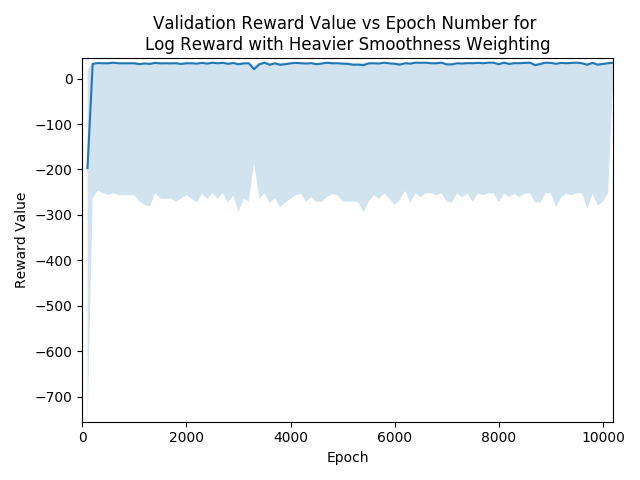 Validation Reward Value vs Epoch Number for
Log Reward with Heavier Smoothness Weighting
0
−100
−200
−300
−400
−500
−600
−700
Reward Value
0 2000 4000 6000 8000 10000
Epoch